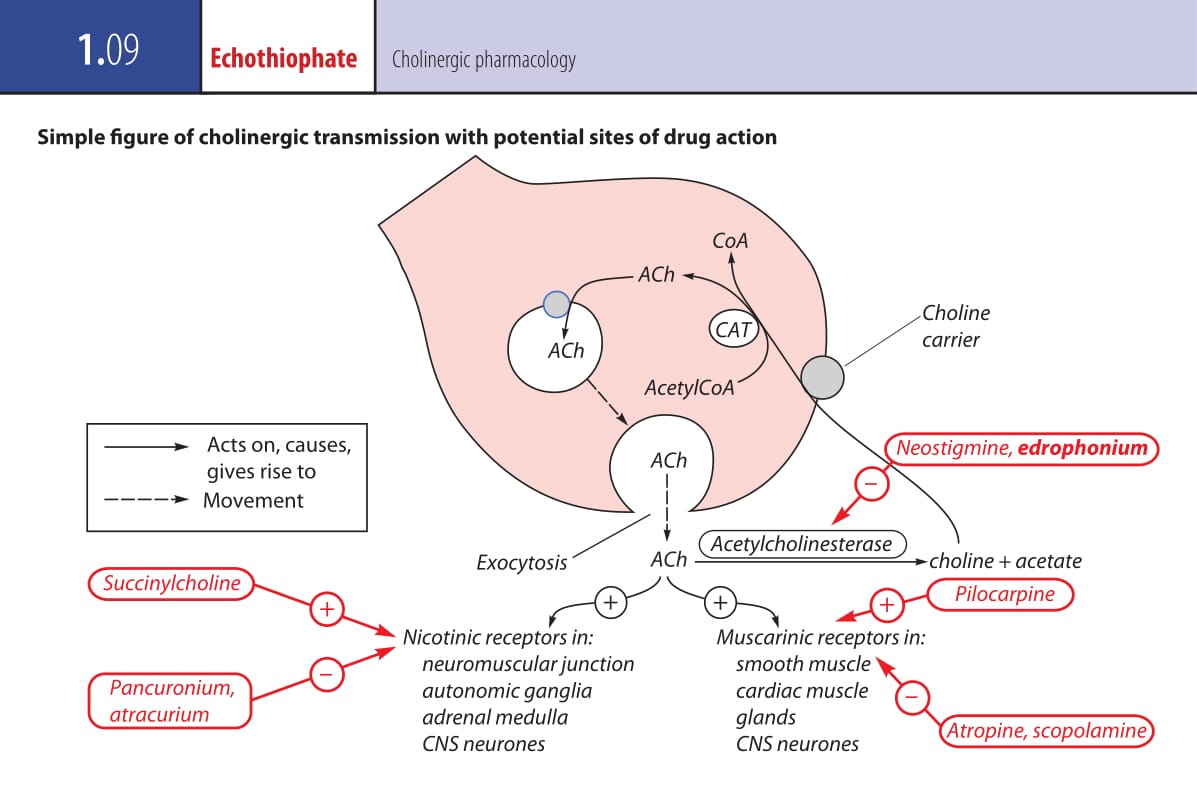 1.09
Echothiophate
Cholinergic pharmacology
Simple figure of cholinergic transmission with potential sites of drug action
CoA
ACh
CAT
ACh
AcetylCoA
Choline
carrier
Acts on, causes,
gives rise to
Movement
ACh
Neostigmine, edrophonium
−
Exocytosis
ACh
Acetylcholinesterase
choline + acetate
Succinylcholine
+
+
+
+
Pilocarpine
Nicotinic receptors in:
neuromuscular junction
autonomic ganglia
adrenal medulla
CNS neurones
Muscarinic receptors in:
smooth muscle
cardiac muscle
glands
CNS neurones
−
Pancuronium,
atracurium
−
Atropine, scopolamine